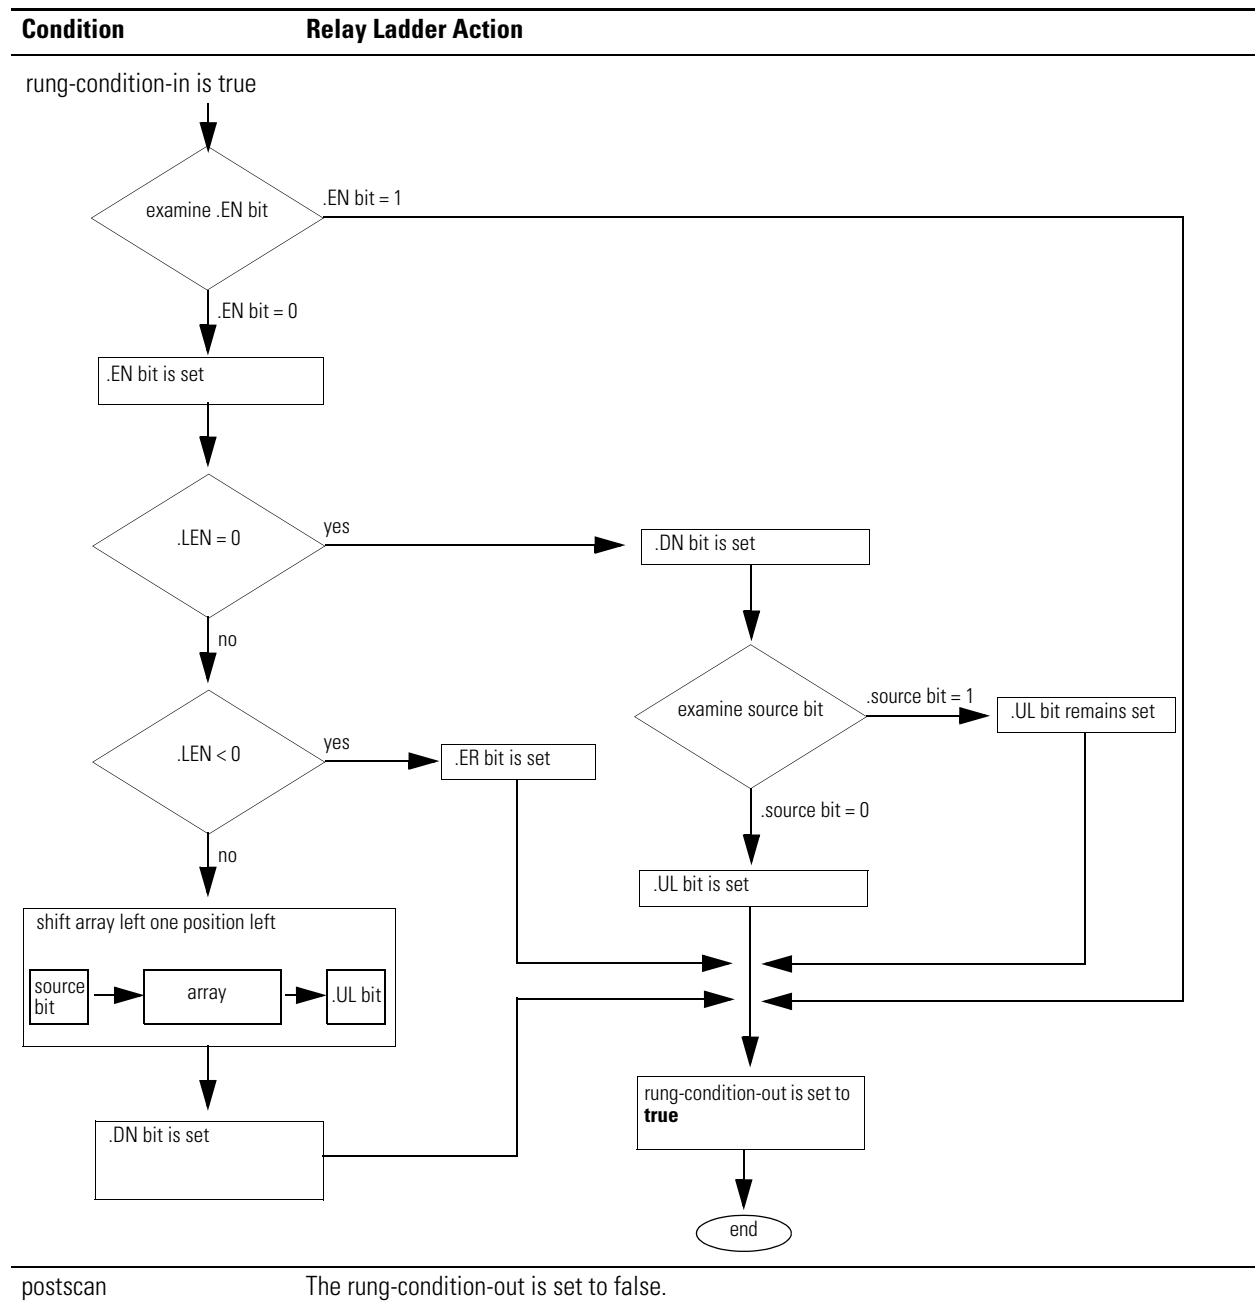 Condition Relay Ladder Action
rung-condition-in is true
examine .EN bit
.EN bit = 1
.EN bit = 0
.EN bit is set
.LEN = 0
yes
.DN bit is set
no
examine source bit
.source bit = 1
.UL bit remains set
.LEN < 0
yes
.ER bit is set
.source bit = 0
no
.UL bit is set
shift array left one position left
source
bit
array
.UL bit
rung-condition-out is set to
true
.DN bit is set
end
postscan The rung-condition-out is set to false.